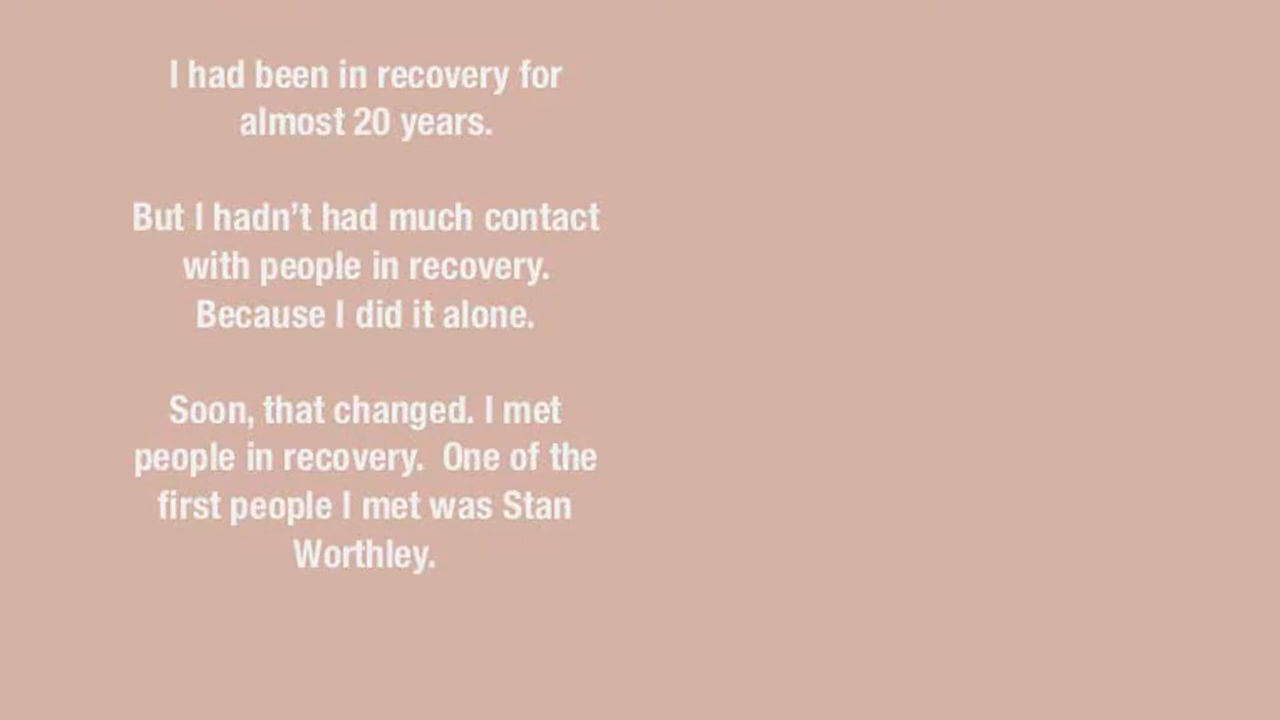 I had been in recovery for
almost 20 years.
But I hadn’t had much contact
with people in recovery.
Because I did it alone.
Soon, that changed. I met
people in recovery.  One of the
first people I met was Stan
Worthley.